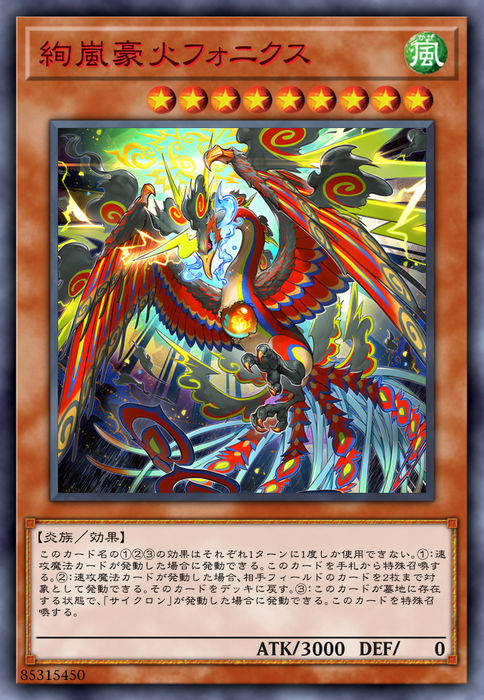 絢嵐豪火フォニクス
かぜ
風
【炎族／効果】
このカード名の①②③の効果はそれぞれ1ターンに1度しか使用できない。①：速
攻魔法カードが発動した場合に発動できる。このカードを手札から特殊召喚す
る。②：速攻魔法カードが発動した場合、相手フィールドのカードを2枚まで対
象として発動できる。そのカードをデッキに戻す。③：このカードが墓地に存在
する状態で、「サイクロン」が発動した場合に発動できる。このカードを特殊召
喚する。
ATK/3000 DEF/ 0
85315450